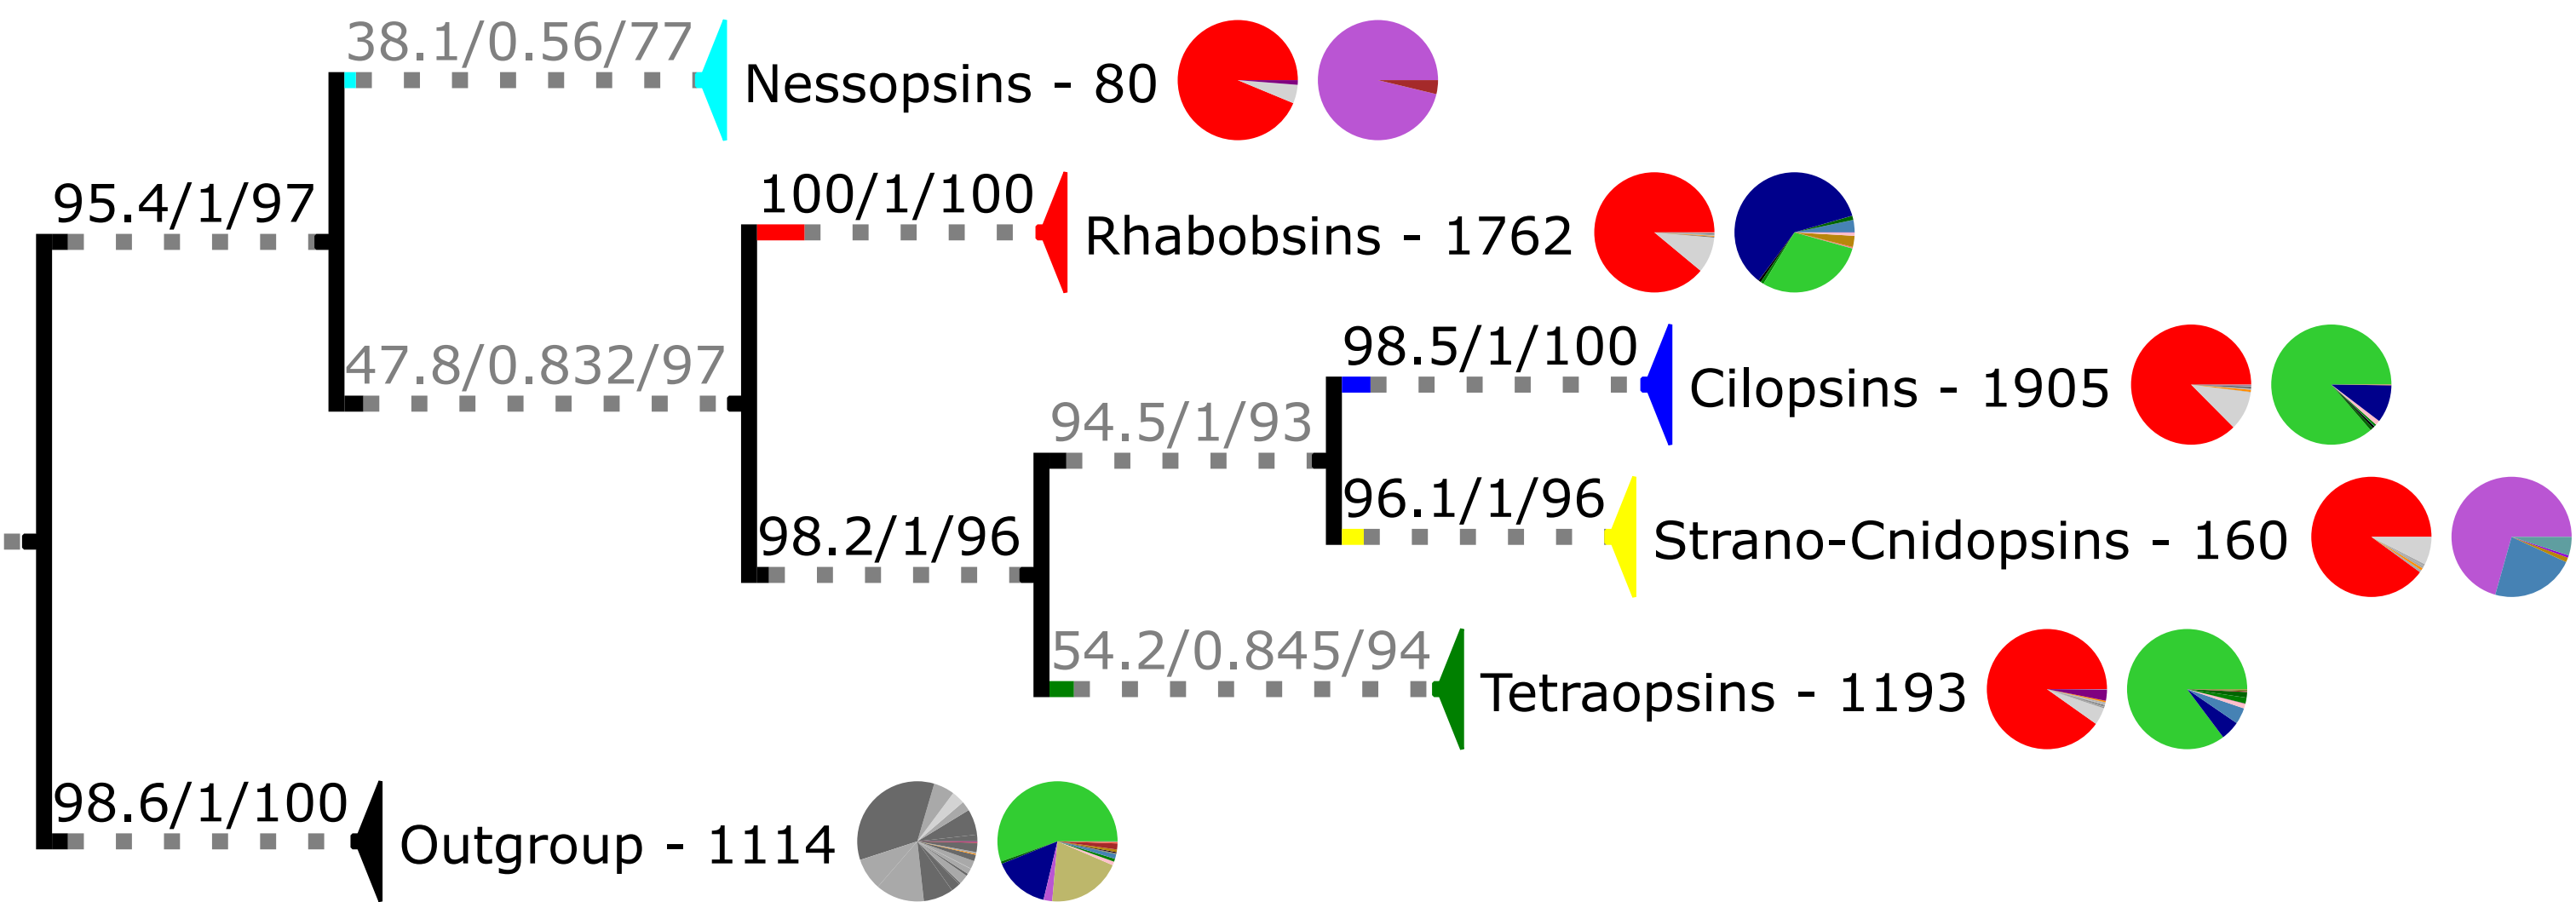 38.1/0.56/77
Nessopsins - 80
95.4/1/97
100/1/100
Rhabobsins - 1762
98.5/1/100
47.8/0.832/97
Cilopsins - 1905
94.5/1/93
96.1/1/96
98.2/1/96
Strano-Cnidopsins - 160
54.2/0.845/94
Tetraopsins - 1193
98.6/1/100
Outgroup - 1114